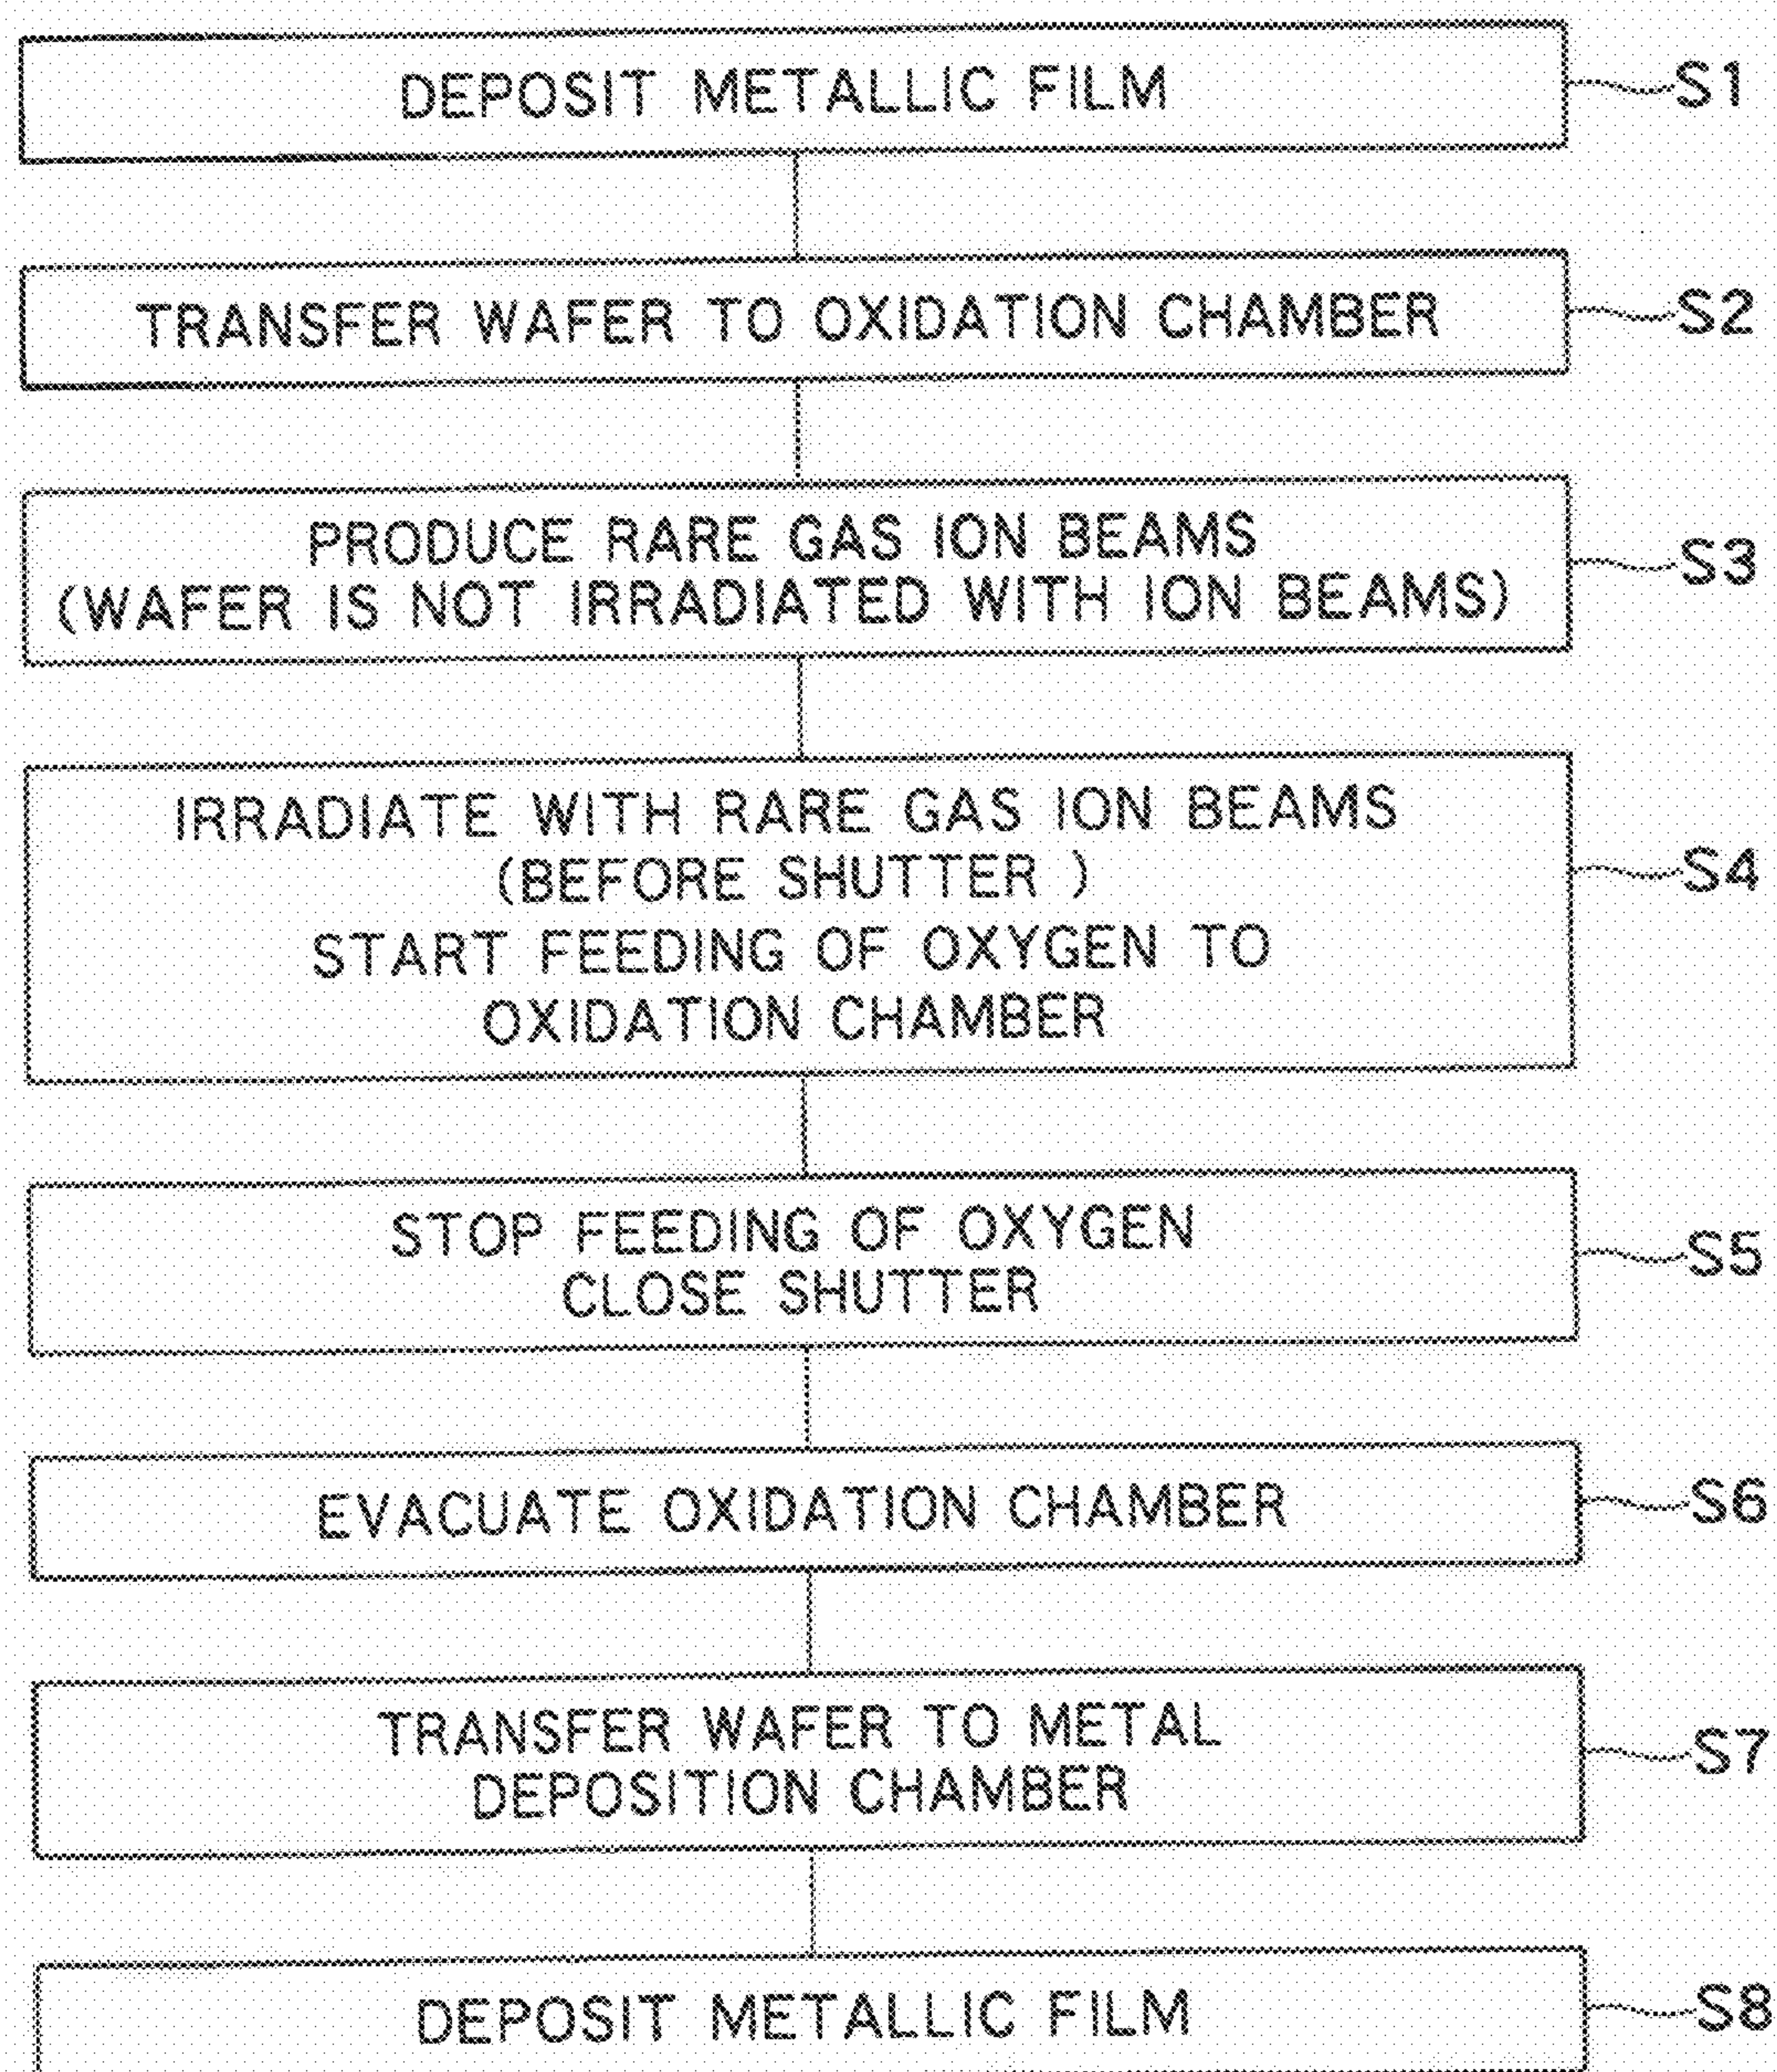 DEPOSIT METALLIC FILM S1
TRANSFER WAFER TO OXIDATION CHAMBER S2
PRODUCE RARE GAS ION BEAMS
(WAFER IS NOT IRRADIATED WITH ION BEAMS) S3
IRRADIATE WITH RARE GAS ION BEAMS
(BEFORE SHUTTER ) S4
START FEEDING OF OXYGEN TO
OXIDATION CHAMBER
STOP FEEDING OF OXYGEN S5
CLOSE SHUTTER
EVACUATE OXIDATION CHAMBER S6
TRANSFER WAFER TO METAL S7
DEPOSITION CHAMBER
DEPOSIT METALLIC FILM S8